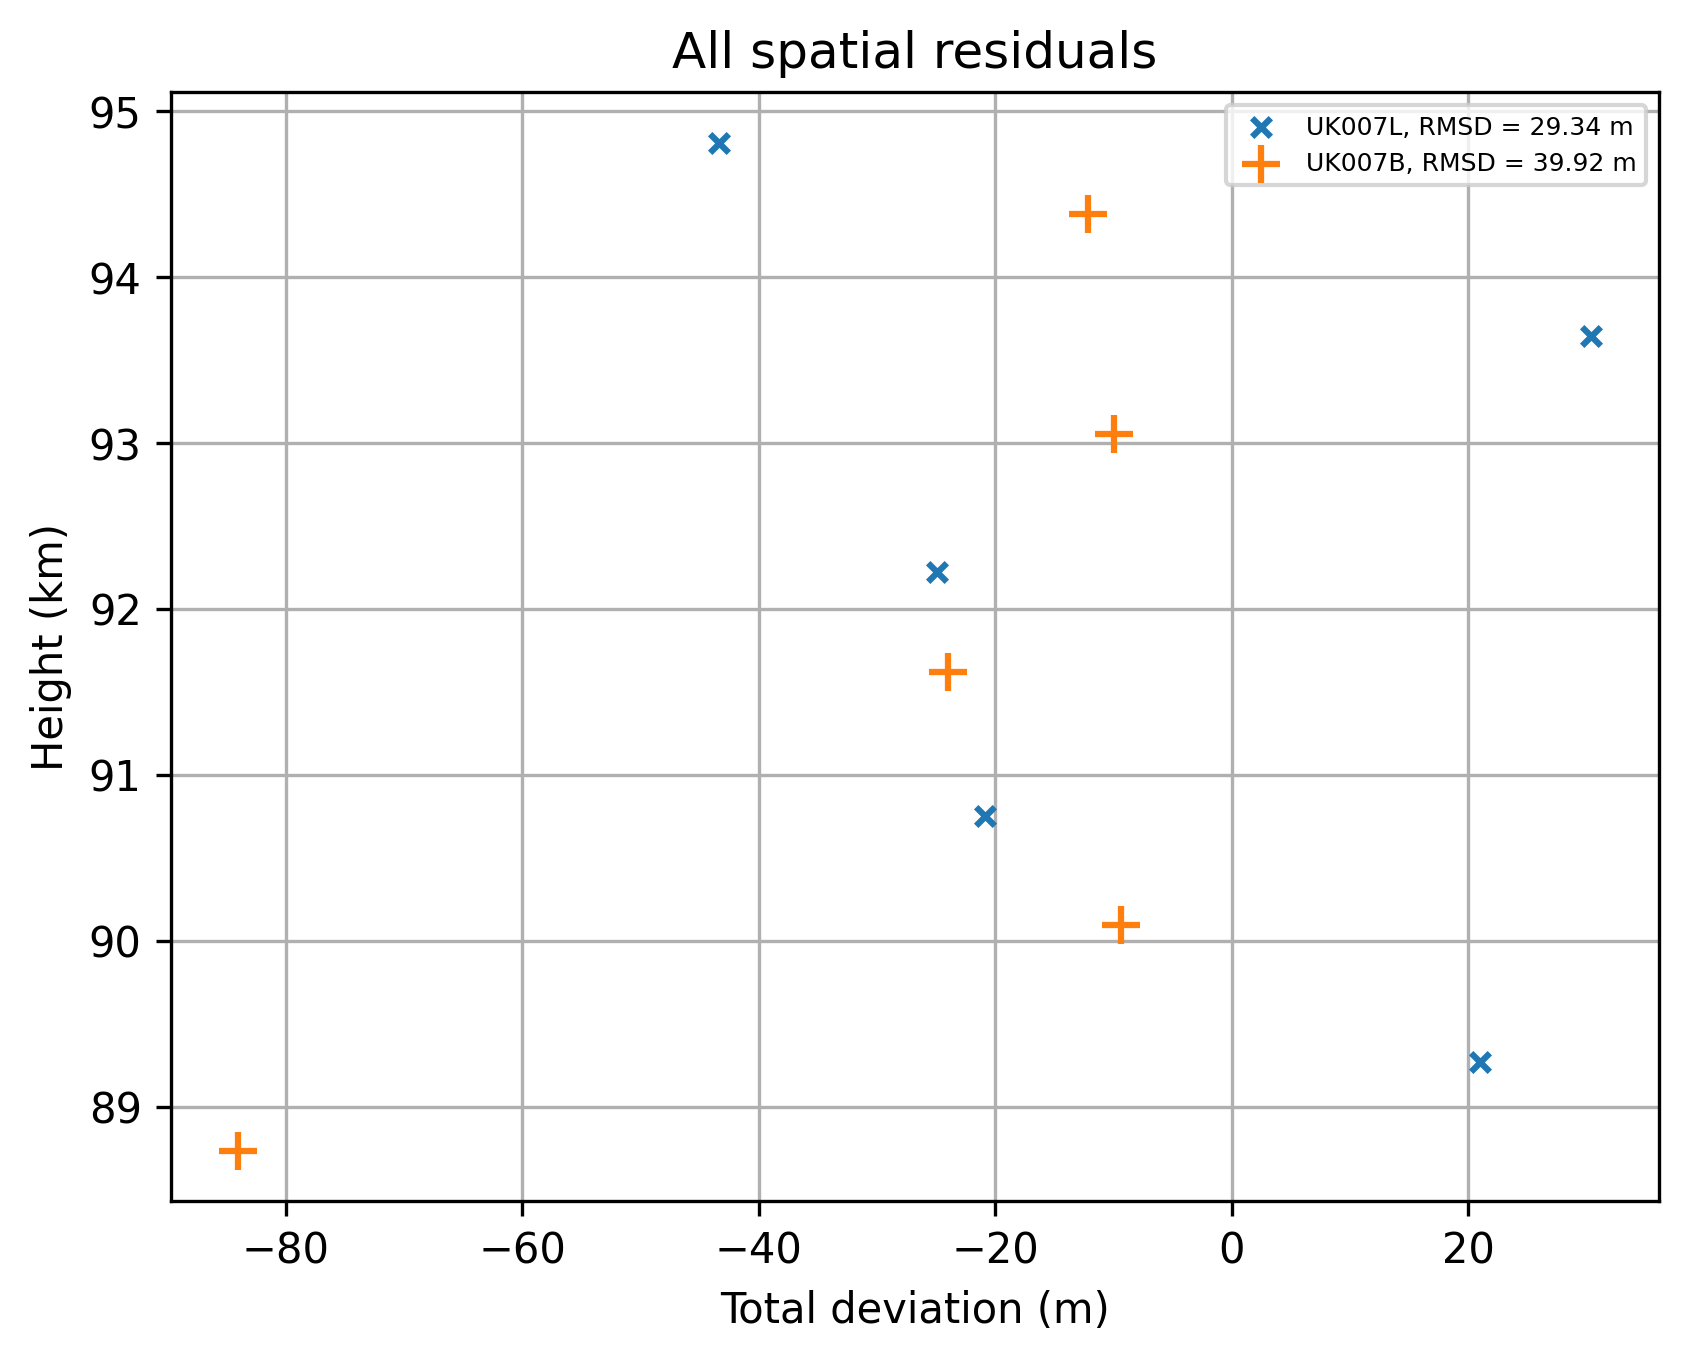 All spatial residuals
UK007L, RMSD = 29.34 m
UK007B, RMSD = 39.92 m
Height (km)
95
94
93
92
91
90
89
−80 −60 −40 −20 0 20
Total deviation (m)